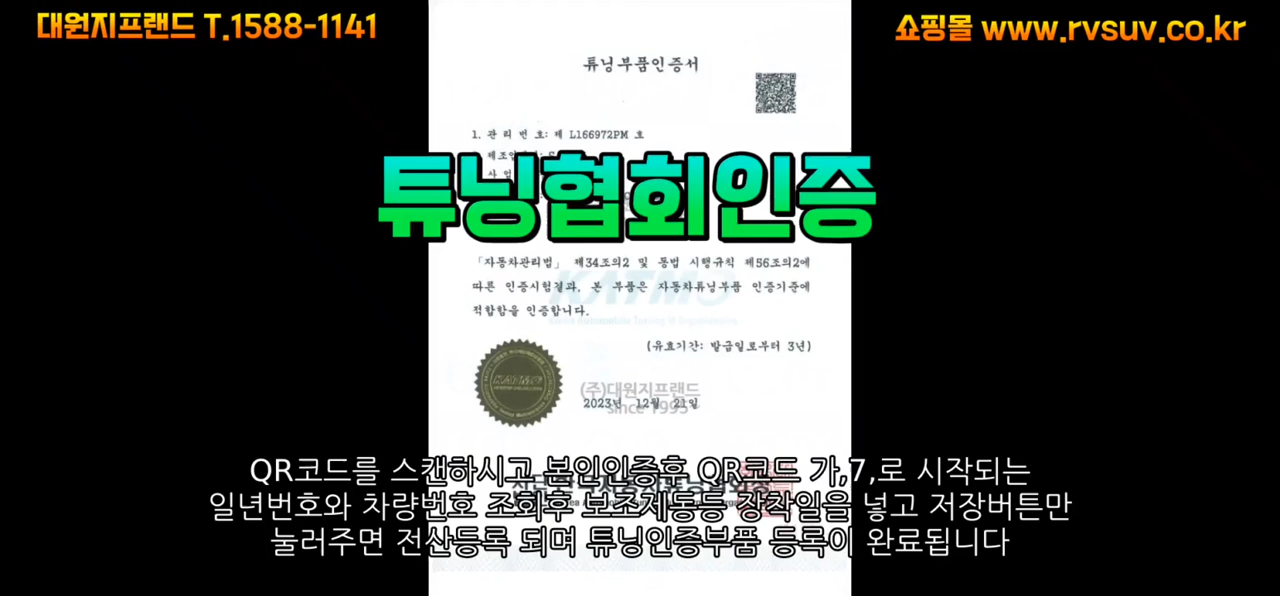 대원지프랜드 T.1588-1141
쇼핑몰 www.rvsuv.co.kr
튜닝부품인증서
1. 관 리 번 호: 제 L166972PM 호
제조업
사 업
튜닝협회인증
「자동차관리법」 제34조의2 및 동법 시행규칙 제56조의2에
따른 인증시험결과, 본 부품은 자동차튜닝부품 인증기준에
적합함을 인증합니다.
KATMO
(유효기간: 발급일로부터 3년)
KATMO
(주)대원지프랜드
2023년 12월 21일
since 1995
QR코드를 스캔하시고 본인인증후 QR코드 가,7,로 시작되는
일년번호와 차량번호 조회후 보조제동등 장착일을 넣고 저장버튼만
눌러주면 전산등록 되며 튜닝인증부품 등록이 완료됩니다